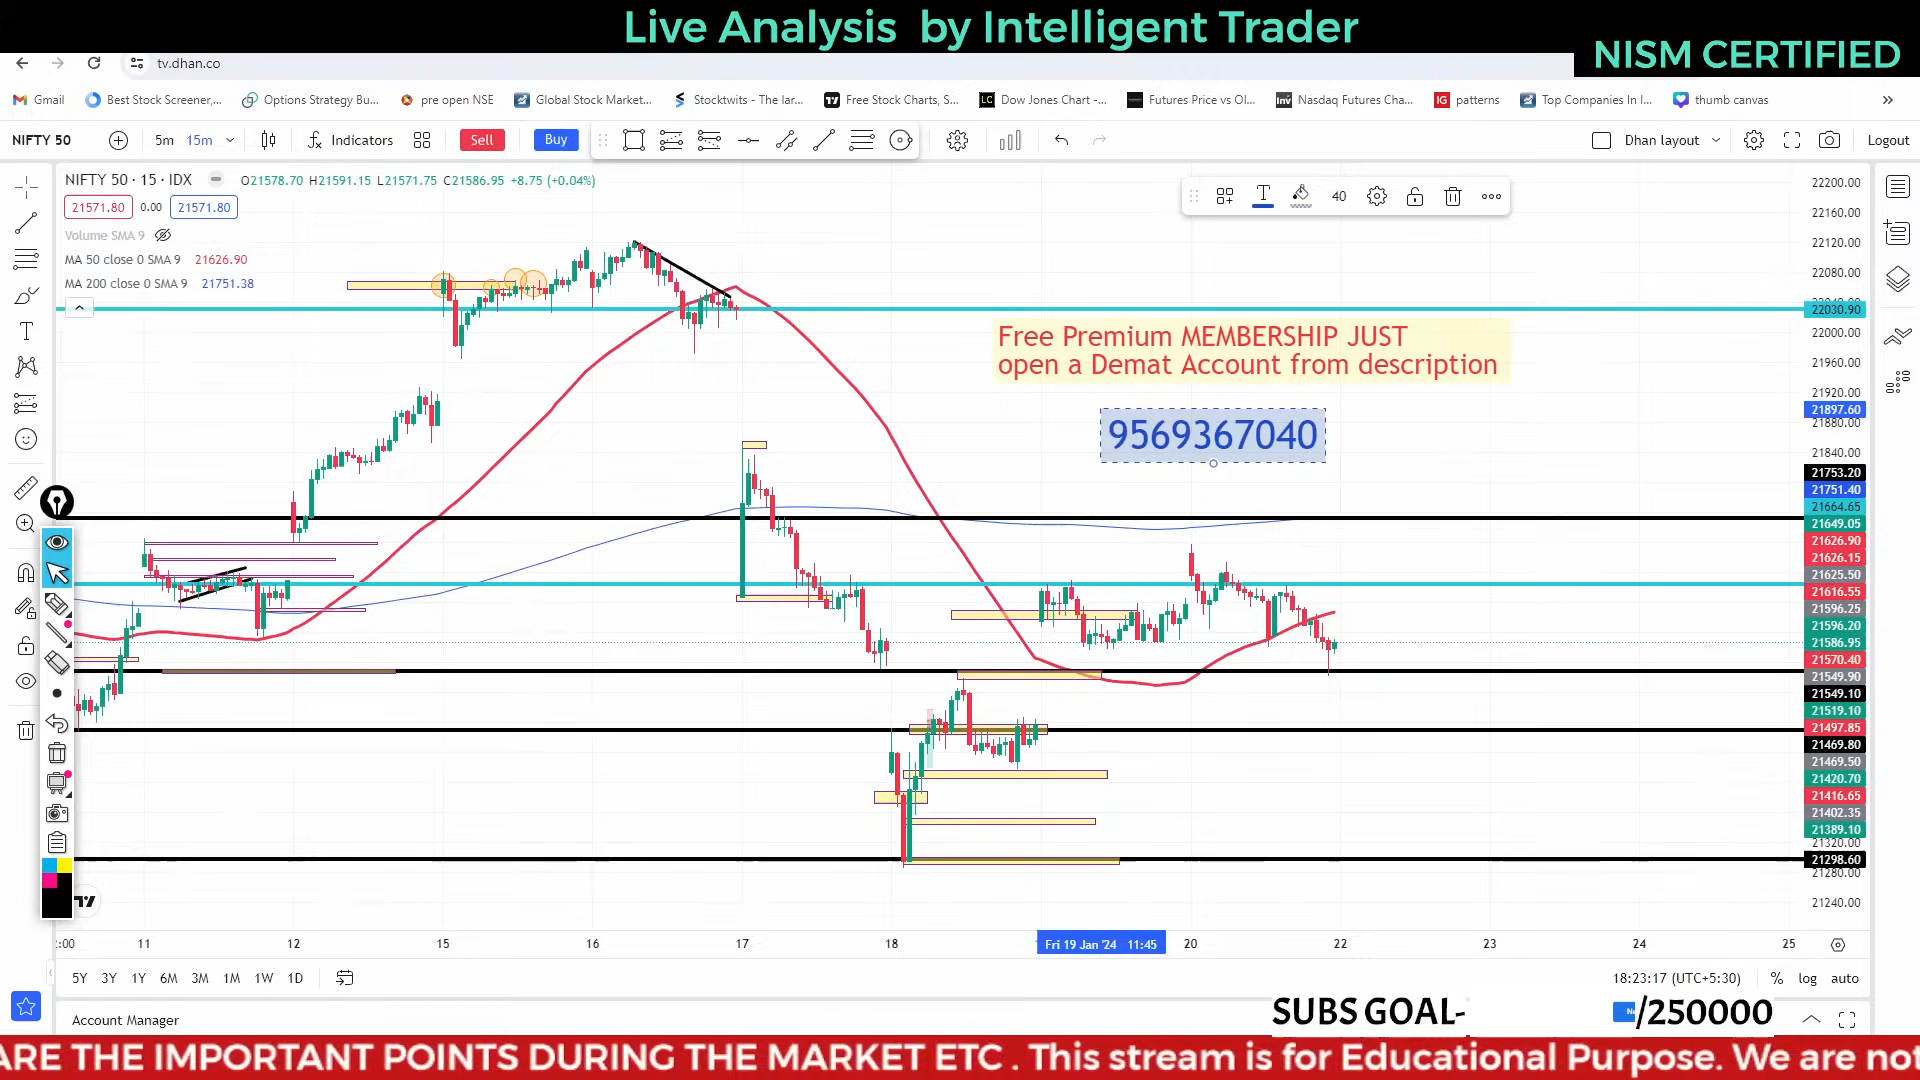 Live Analysis by Intelligent Trader
NISM CERTIFIED
tv.dhan.co
Gmail
Best Stock Screener,...
Options Strategy Bu...
pre open NSE
Global Stock Market...
Stocktwits - The lar...
Free Stock Charts, S...
Dow Jones Chart -...
Futures Price vs OI...
Nasdaq Futures Cha...
patterns
Top Companies In I...
thumb canvas
NIFTY 50
5m
15m
Indicators
Sell
Buy
Dhan layout
Logout
NIFTY 50 · 15 · IDX
O21578.70 H21591.15 L21571.75 C21586.95 +8.75 (+0.04%)
21571.80 0.00 21571.80
Volume SMA 9
MA 50 close 0 SMA 9 21626.90
MA 200 close 0 SMA 9 21751.38
40
Free Premium MEMBERSHIP JUST
open a Demat Account from description
9569367040
22200.00
22160.00
22120.00
22080.00
22030.90
22000.00
21960.00
21920.00
21897.60
21880.00
21840.00
21753.20
21751.40
21664.65
21649.05
21626.90
21626.15
21625.50
21616.55
21596.25
21596.20
21586.95
21570.40
21549.90
21549.10
21519.10
21497.85
21469.80
21469.50
21420.70
21416.65
21402.35
21389.10
21320.00
21298.60
21280.00
21240.00
:00 11 12 15 16 17 18 Fri 19 Jan '24 11:45 20 22 23 24 25
5Y 3Y 1Y 6M 3M 1M 1W 1D
18:23:17 (UTC+5:30) % log auto
Account Manager
SUBS GOAL- /250000
ARE THE IMPORTANT POINTS DURING THE MARKET ETC . This stream is for Educational Purpose. We are not